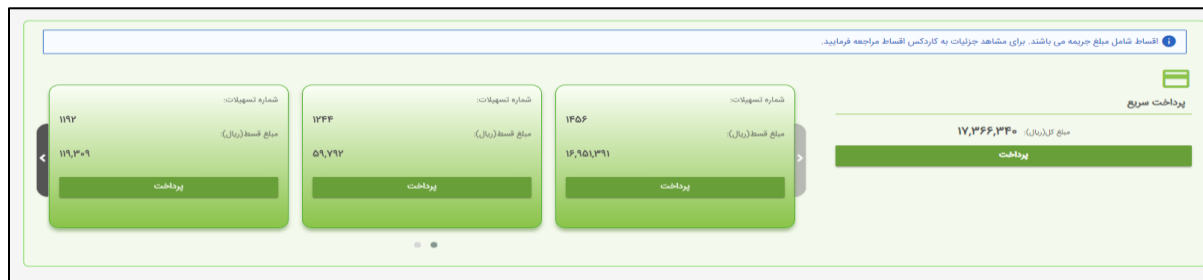 اقساط شامل مبلغ جریمه می باشند. برای مشاهد جزئیات به کاردکس اقساط مراجعه فرمایید.
پرداخت سریع
مبلغ کل(ریال): ۱۷,۳۶۶,۳۴۰
پرداخت
شماره تسهیلات:
۱۴۵۶
مبلغ قسط(ریال):
۱۶,۹۵۱,۳۹۱
پرداخت
شماره تسهیلات:
۱۲۴۴
مبلغ قسط(ریال):
۵۹,۷۹۲
پرداخت
شماره تسهیلات:
۱۱۹۲
مبلغ قسط(ریال):
۱۱۹,۳۰۹
پرداخت